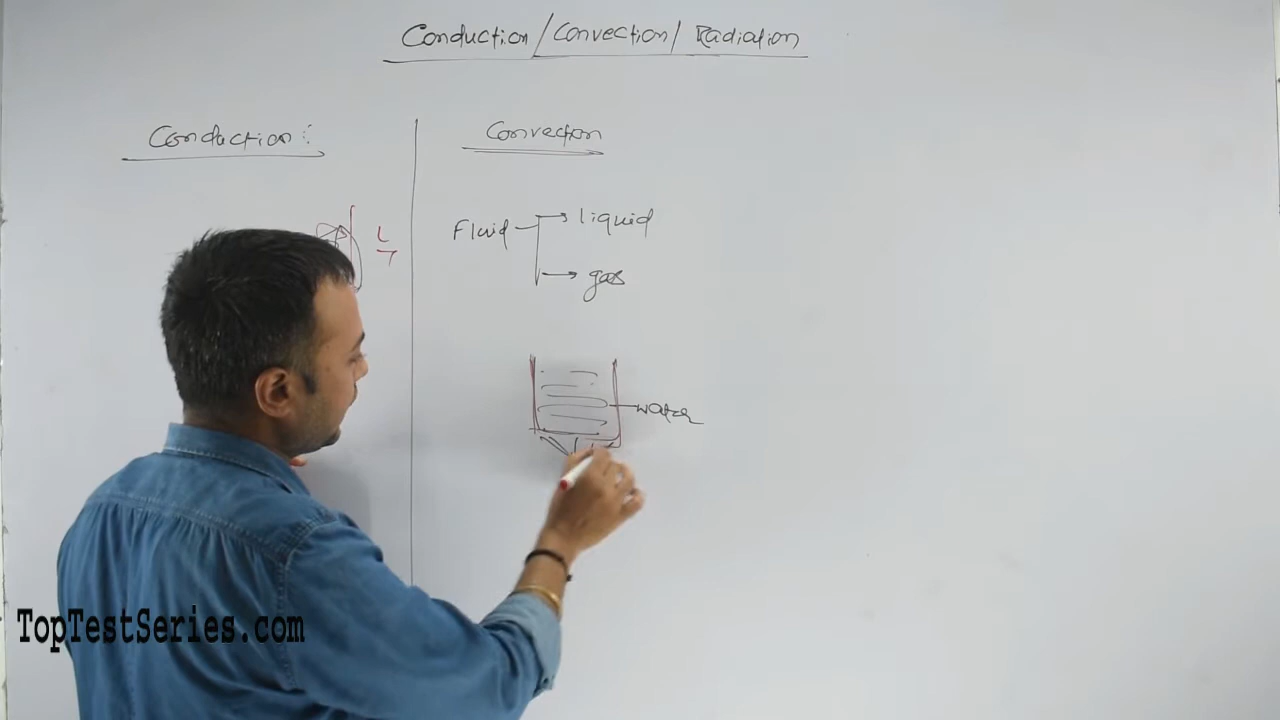 Conduction/Convection/Radiation
Conduction:
Convection
Fluid
liquid
gas
water
TopTestSeries.com